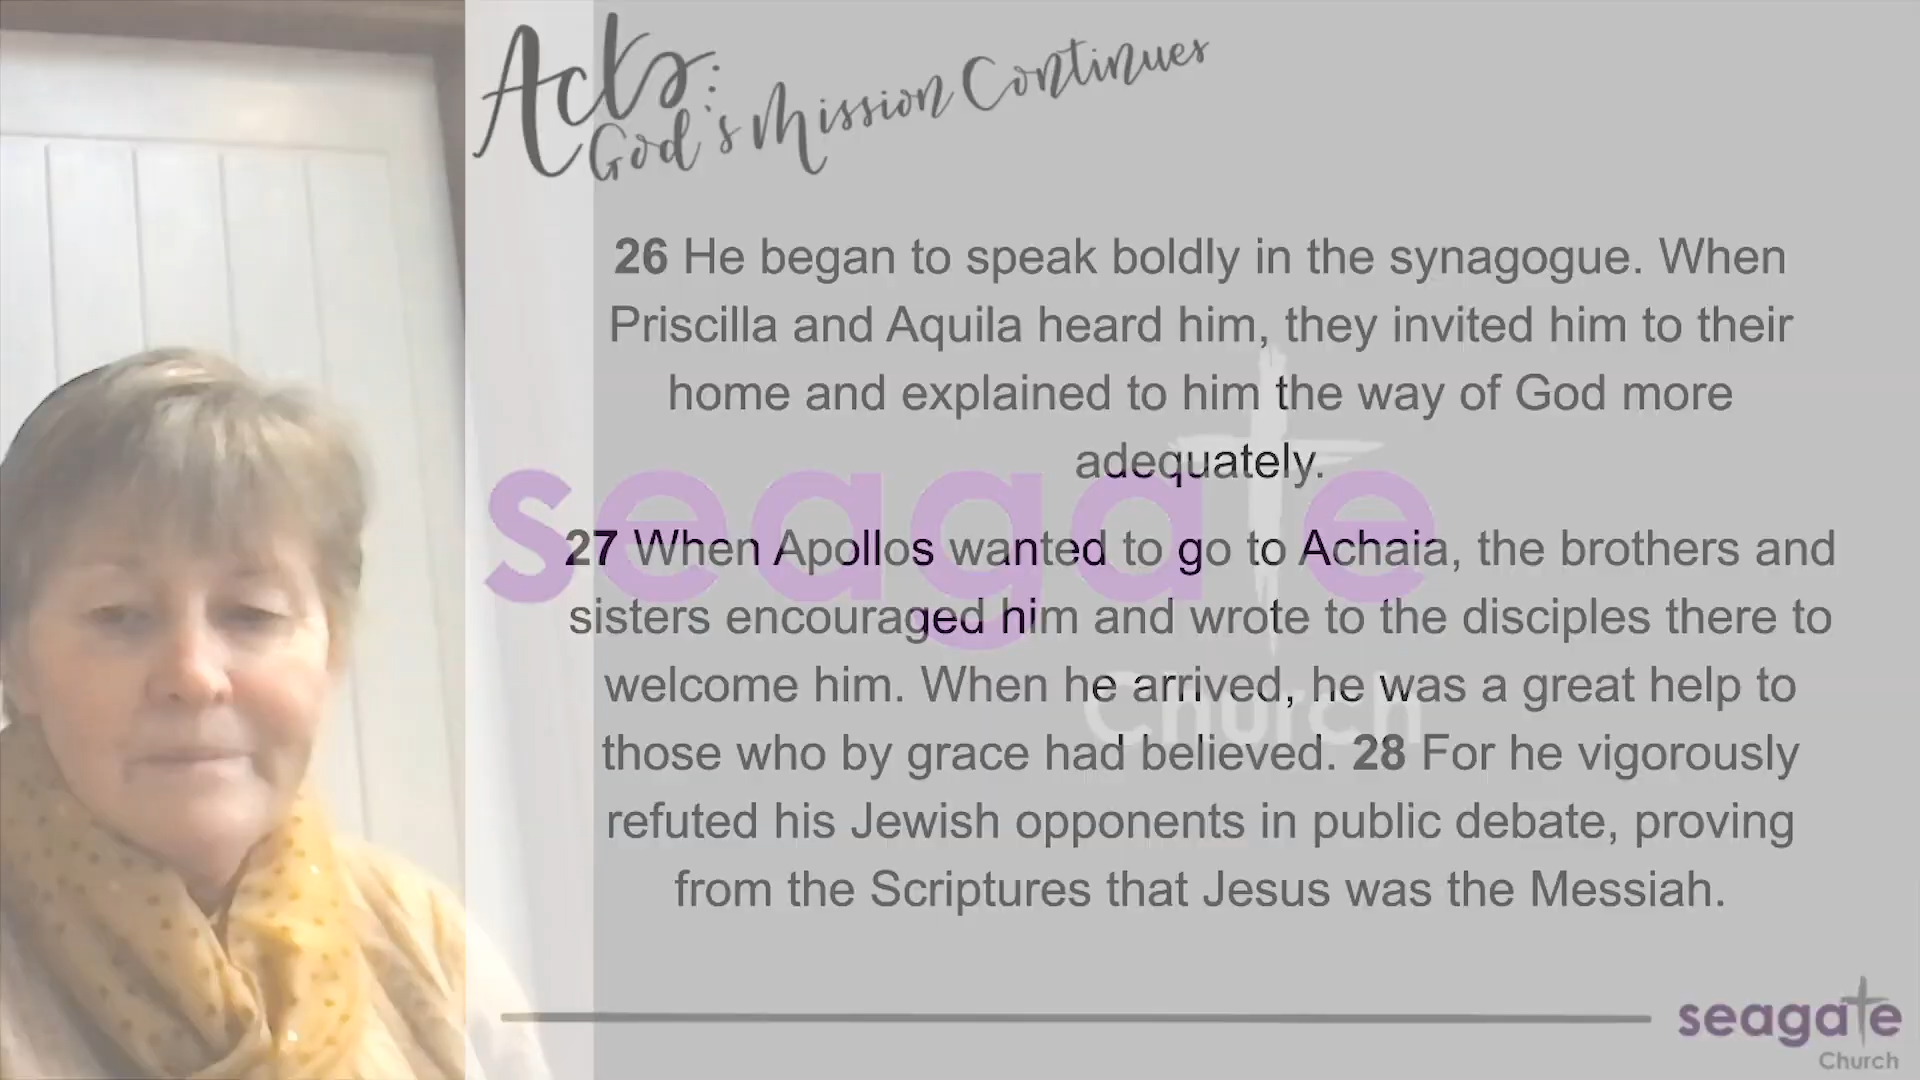 Acts:
God's Mission Continues
26 He began to speak boldly in the synagogue. When
Priscilla and Aquila heard him, they invited him to their
home and explained to him the way of God more
adequately.
seagate
Church
27 When Apollos wanted to go to Achaia, the brothers and
sisters encouraged him and wrote to the disciples there to
welcome him. When he arrived, he was a great help to
those who by grace had believed. 28 For he vigorously
refuted his Jewish opponents in public debate, proving
from the Scriptures that Jesus was the Messiah.
seagate
Church